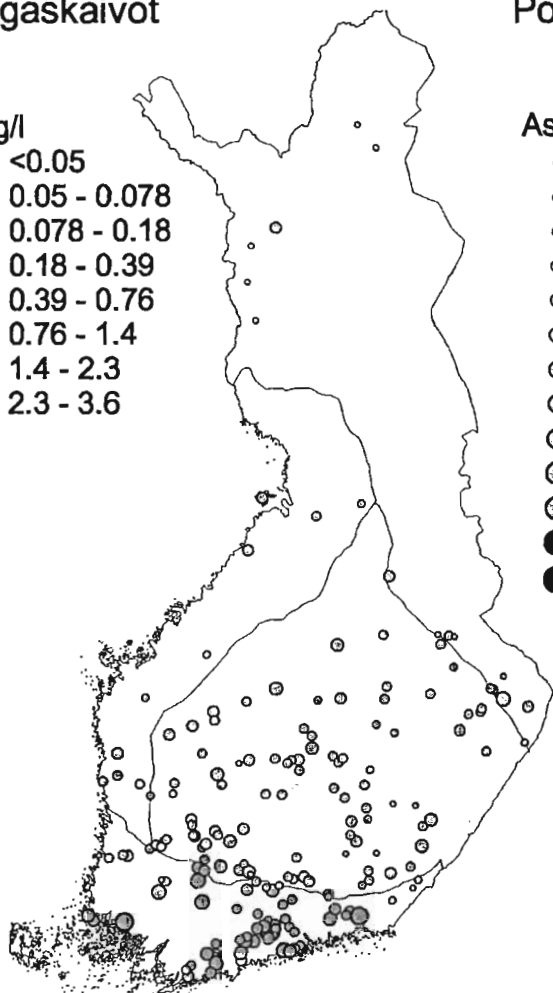 gaskaivot
Po
g/l
As
<0.05
0.05 - 0.078
0.078 - 0.18
0.18 - 0.39
0.39 - 0.76
0.76 - 1.4
1.4 - 2.3
2.3 - 3.6